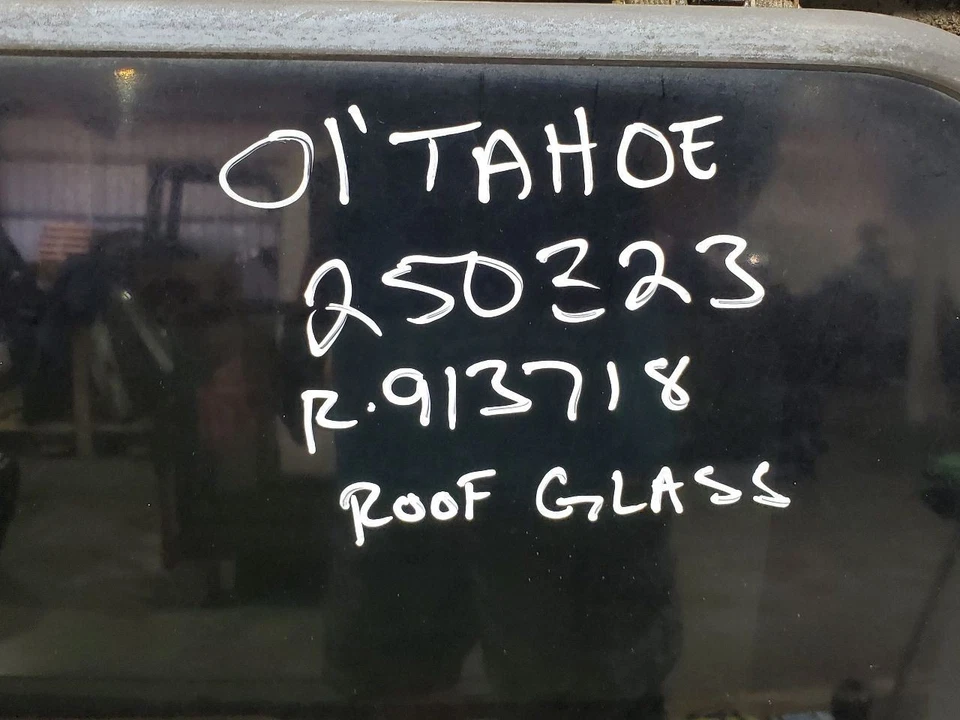 01' TAHOE
250323
R.913718
ROOF GLASS